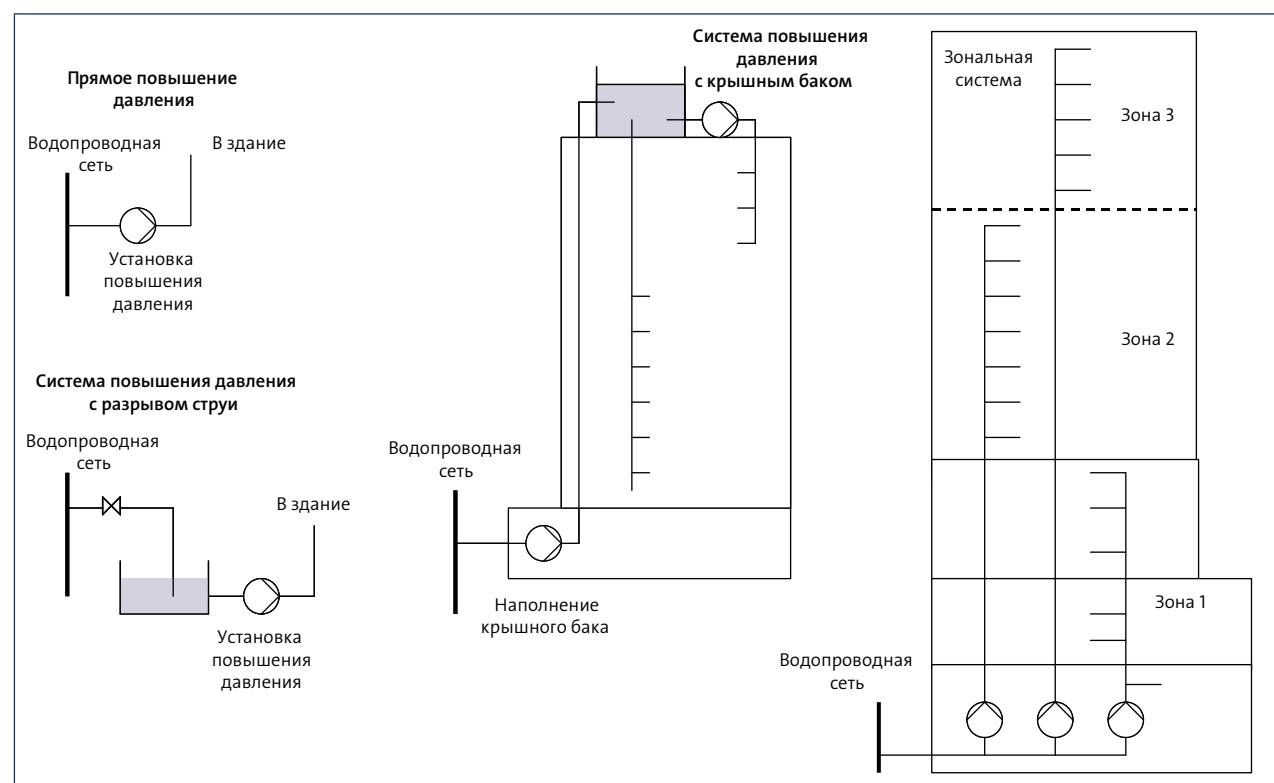 Прямое повышение
давления
Водопроводная
сеть
В здание
Установка
повышения
давления
Система повышения давления
с разрывом струи
Водопроводная
сеть
В здание
Установка
повышения
давления
Система повышения
давления
с крышным баком
Водопроводная
сеть
Наполнение
крышного бака
Зональная
система
Зона 3
Зона 2
Зона 1
Водопроводная
сеть